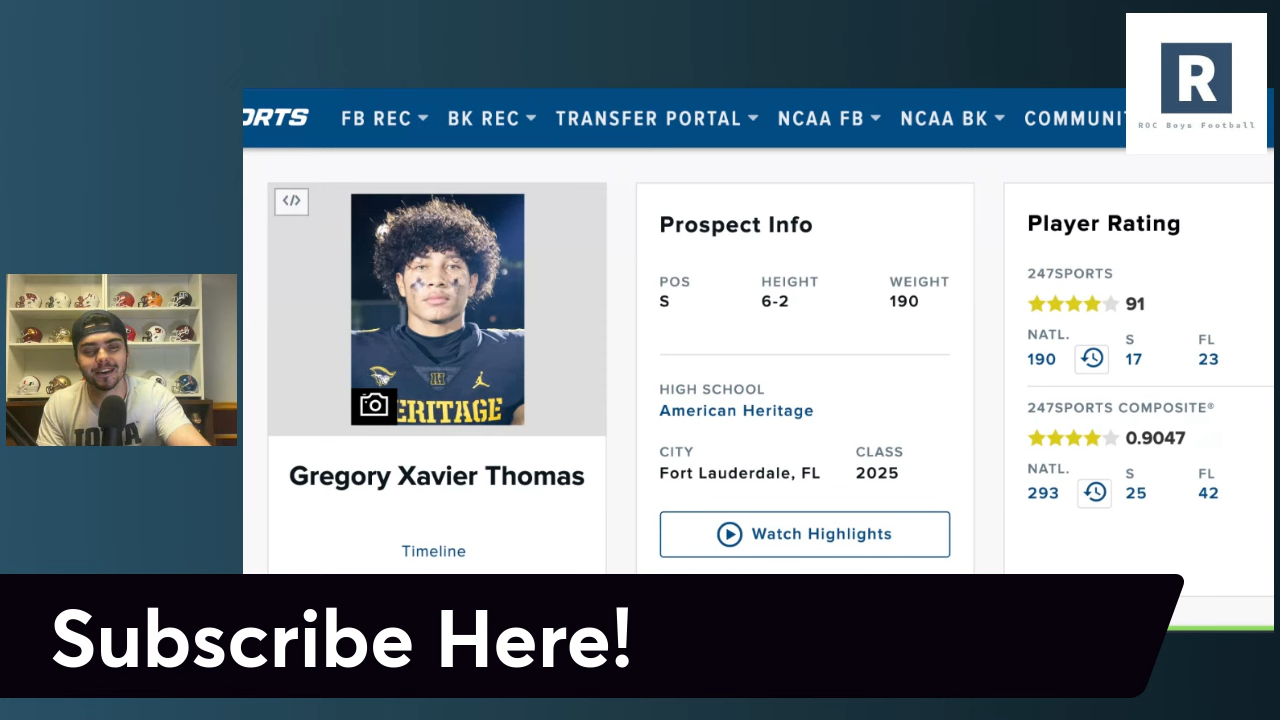 R
ROC Boys Football
ORTS
FB REC
BK REC
TRANSFER PORTAL
NCAA FB
NCAA BK
COMMUNI
</>
HERITAGE
Gregory Xavier Thomas
Timeline
Prospect Info
POS HEIGHT WEIGHT
S 6-2 190
HIGH SCHOOL
American Heritage
CITY CLASS
Fort Lauderdale, FL 2025
Watch Highlights
Player Rating
247SPORTS
91
NATL. S FL
190 17 23
247SPORTS COMPOSITE®
0.9047
NATL. S FL
293 25 42
IOWA
Subscribe Here!